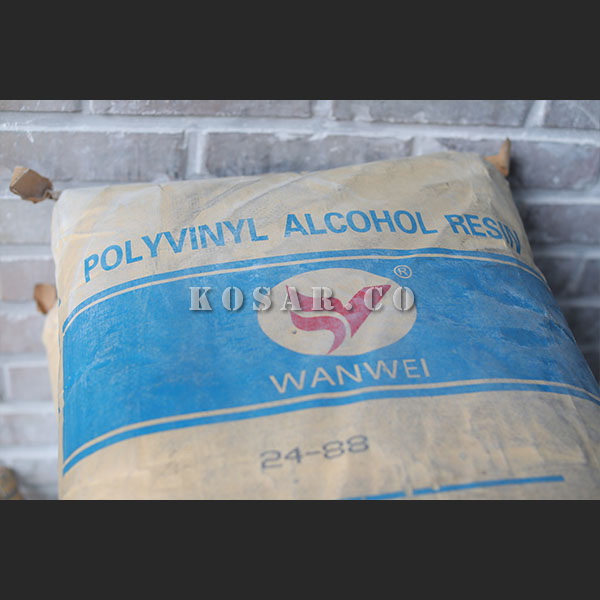 POLYVINYL ALCOHOL RESIN
®
KOSAR.CO
WANWEI
24-88